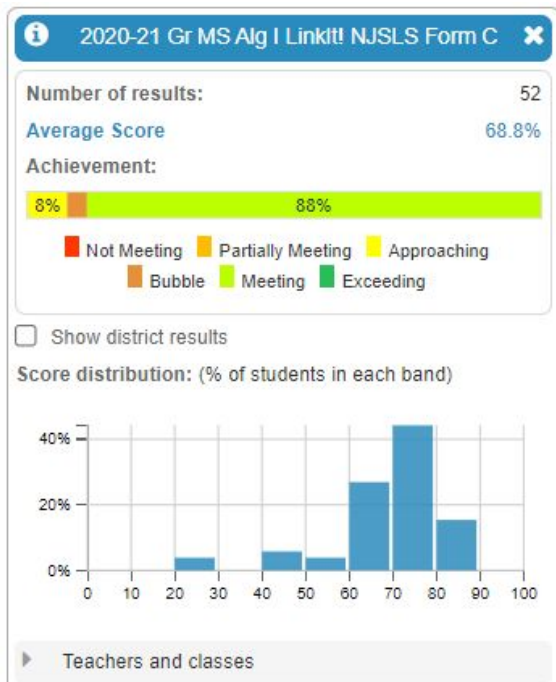 2020-21 Gr MS Alg I LinkIt! NJSLS Form C
Number of results: 52
Average Score 68.8%
Achievement:
8% 88%
Not Meeting Partially Meeting Approaching
Bubble Meeting Exceeding
Show district results
Score distribution: (% of students in each band)
40%
20%
0%
0 10 20 30 40 50 60 70 80 90 100
Teachers and classes